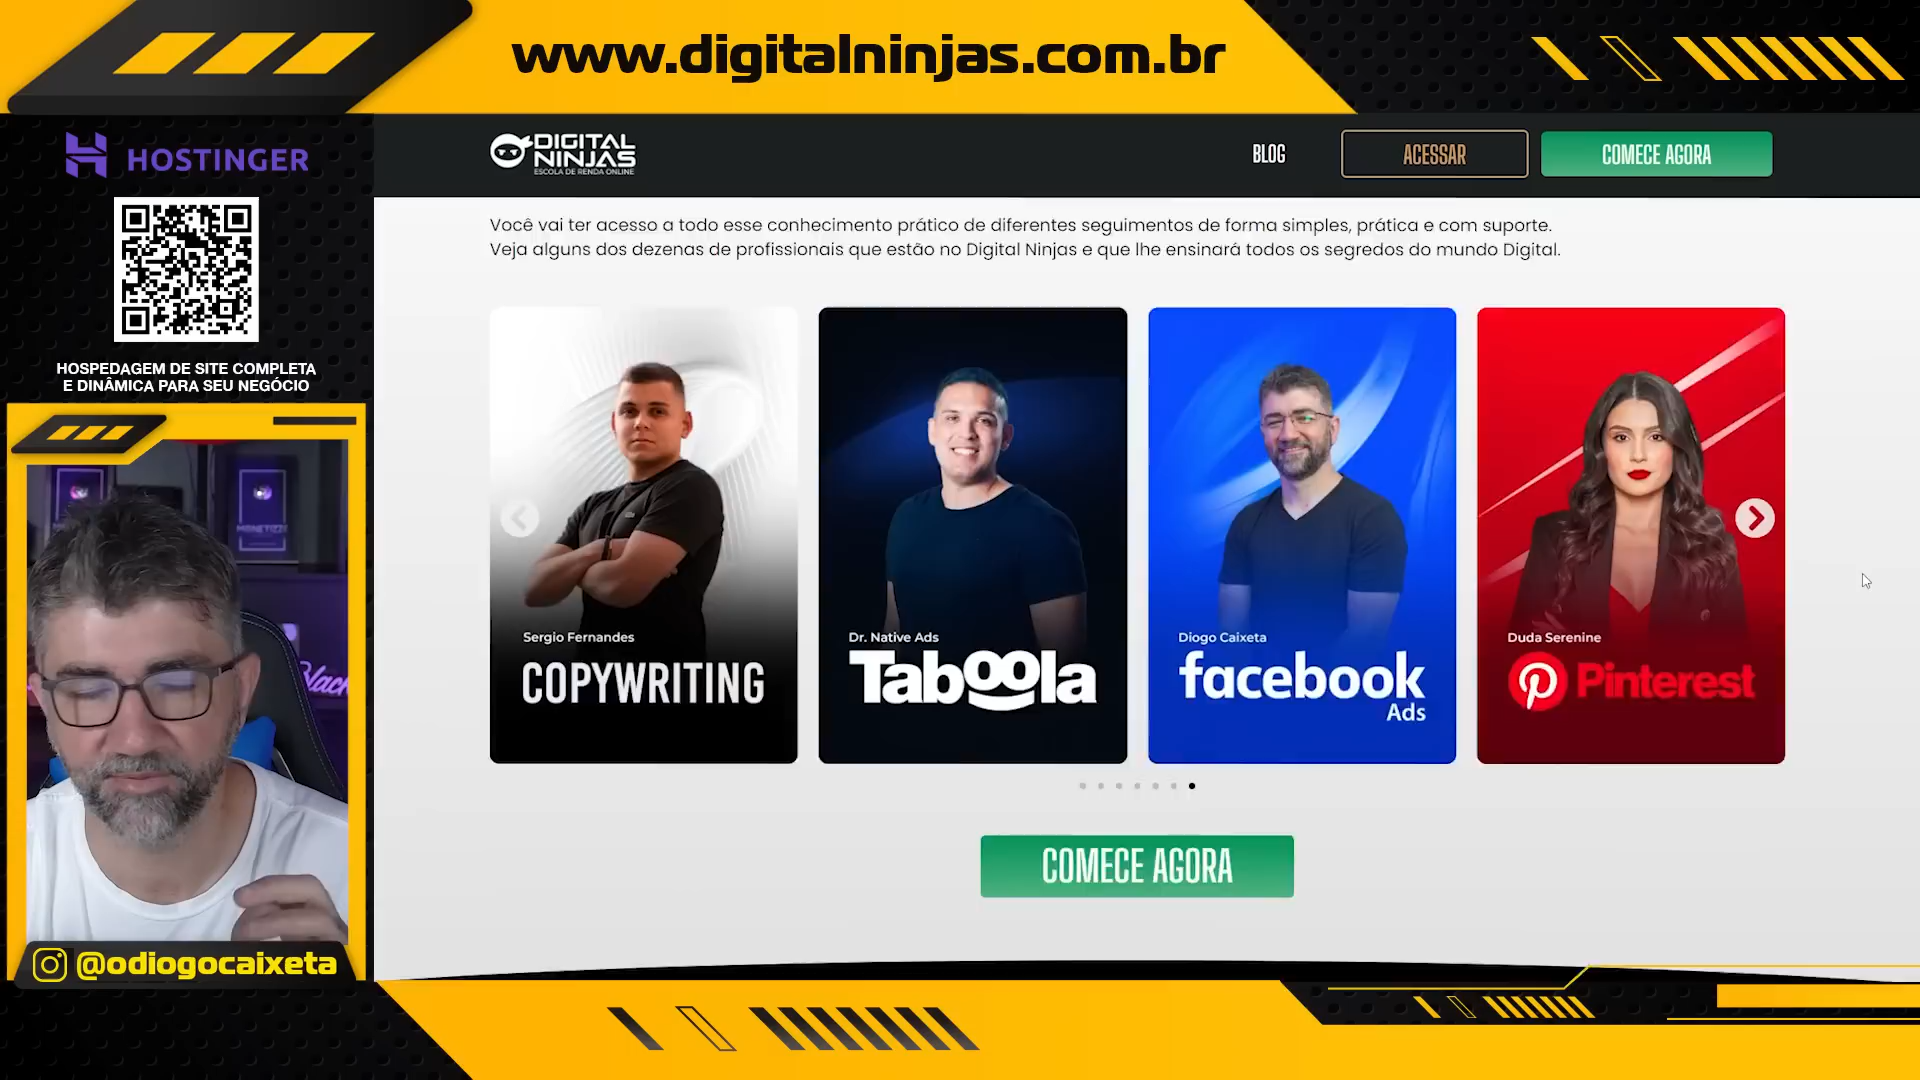 www.digitalninjas.com.br
HOSTINGER
HOSPEDAGEM DE SITE COMPLETA
E DINÂMICA PARA SEU NEGÓCIO
DIGITAL
NINJAS
ESCOLA DE RENDA ONLINE
BLOG
ACESSAR
COMECE AGORA
Você vai ter acesso a todo esse conhecimento prático de diferentes seguimentos de forma simples, prática e com suporte.
Veja alguns dos dezenas de profissionais que estão no Digital Ninjas e que lhe ensinará todos os segredos do mundo Digital.
Sergio Fernandes
COPYWRITING
Dr. Native Ads
Taboola
Diogo Caixeta
facebook
Ads
Duda Serenine
Pinterest
COMECE AGORA
@odiogocaixeta